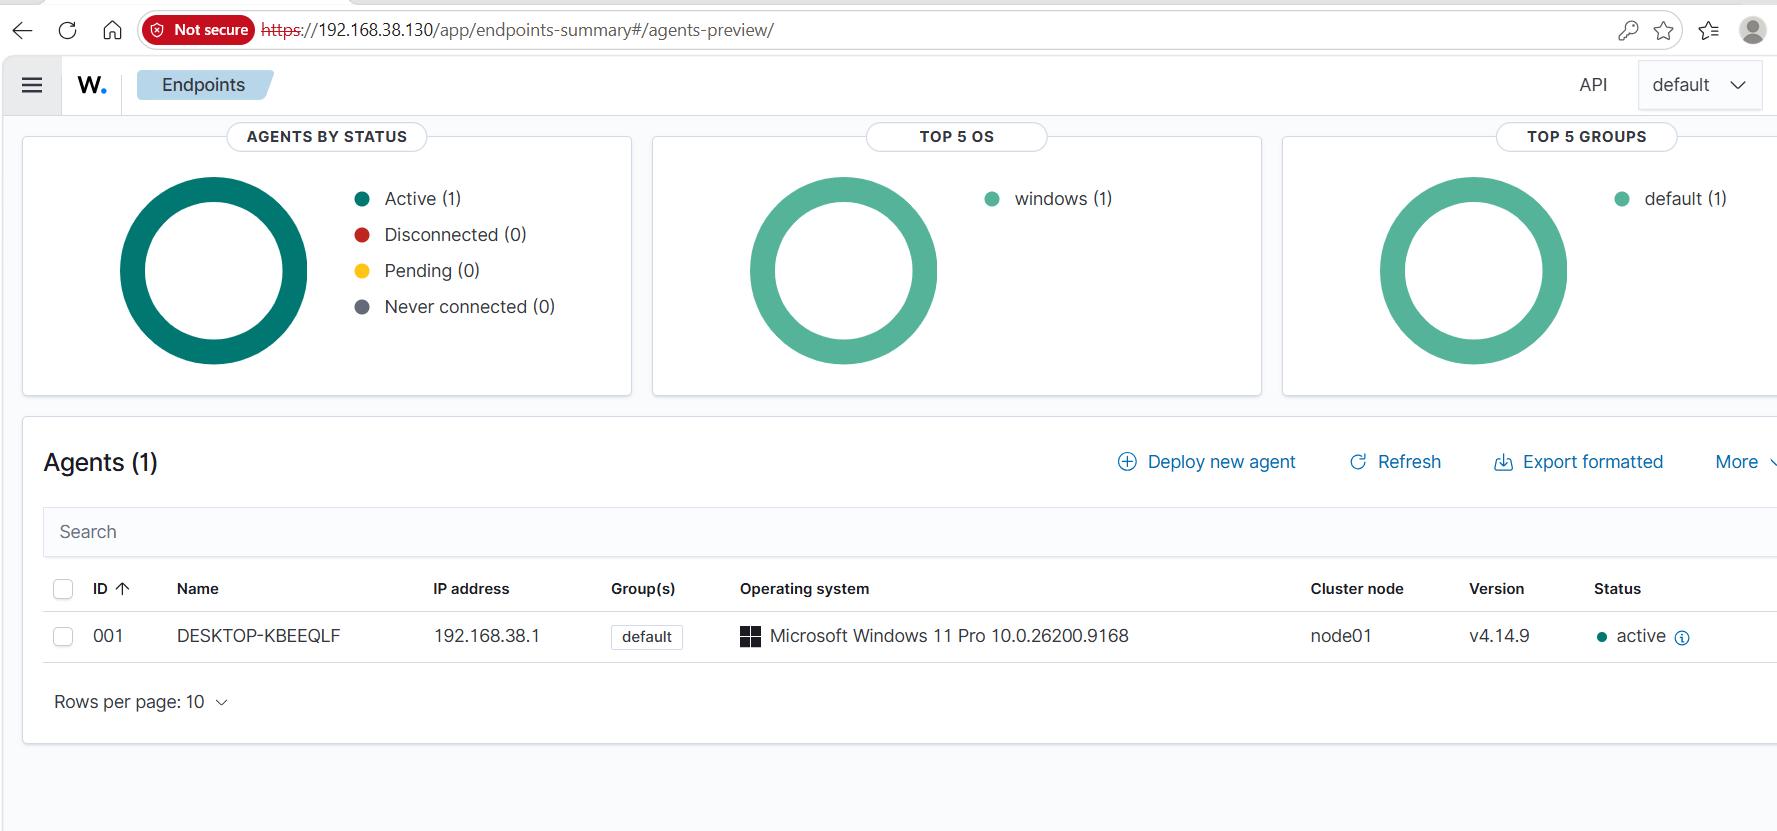 Not secure https://192.168.38.130/app/endpoints-summary#/agents-preview/
W. Endpoints API default
AGENTS BY STATUS
Active (1)
Disconnected (0)
Pending (0)
Never connected (0)
TOP 5 OS
windows (1)
TOP 5 GROUPS
default (1)
Agents (1) Deploy new agent Refresh Export formatted More
Search
ID Name IP address Group(s) Operating system Cluster node Version Status
001 DESKTOP-KBEEQLF 192.168.38.1 default Microsoft Windows 11 Pro 10.0.26200.9168 node01 v4.14.9 active
Rows per page: 10